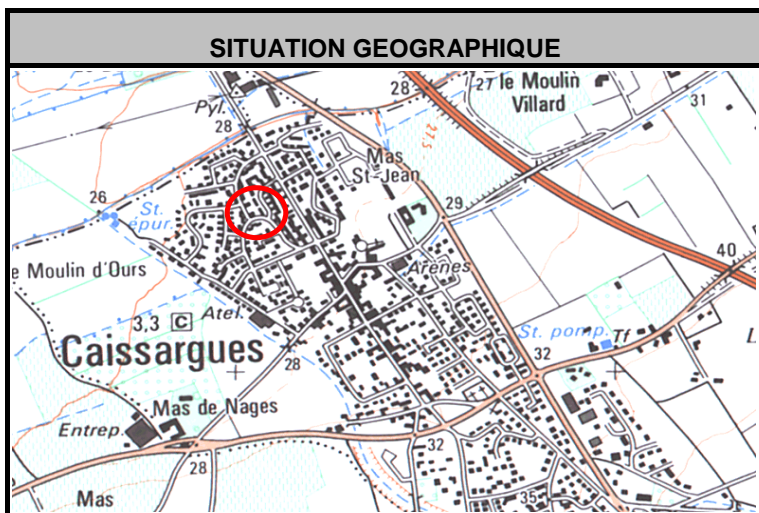 SITUATION GEOGRAPHIQUE
27 le Moulin
Villard
28
31
Pyl.
28
27,5
Mas
St-Jean
26
St.
épur.
29
40
e Moulin d'Ours
Arènes
3,3 C
Atel.
St. pomp.
Tf
L
Caissargues
28
32
Mas de Nages
Entrep.
32
28
35
Mas